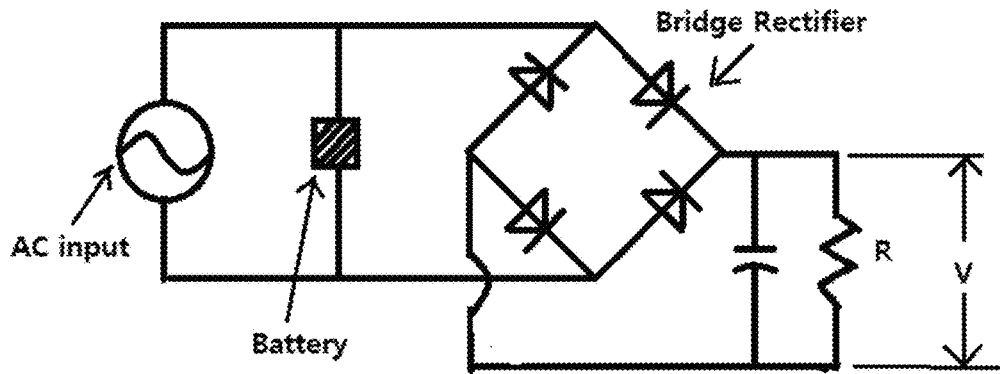 Bridge Rectifier
AC input
Battery
R
V